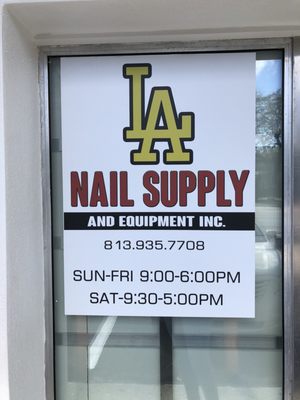 LA
NAIL SUPPLY
AND EQUIPMENT INC.
813.935.7708
SUN-FRI 9:00-6:00PM
SAT-9:30-5:00PM